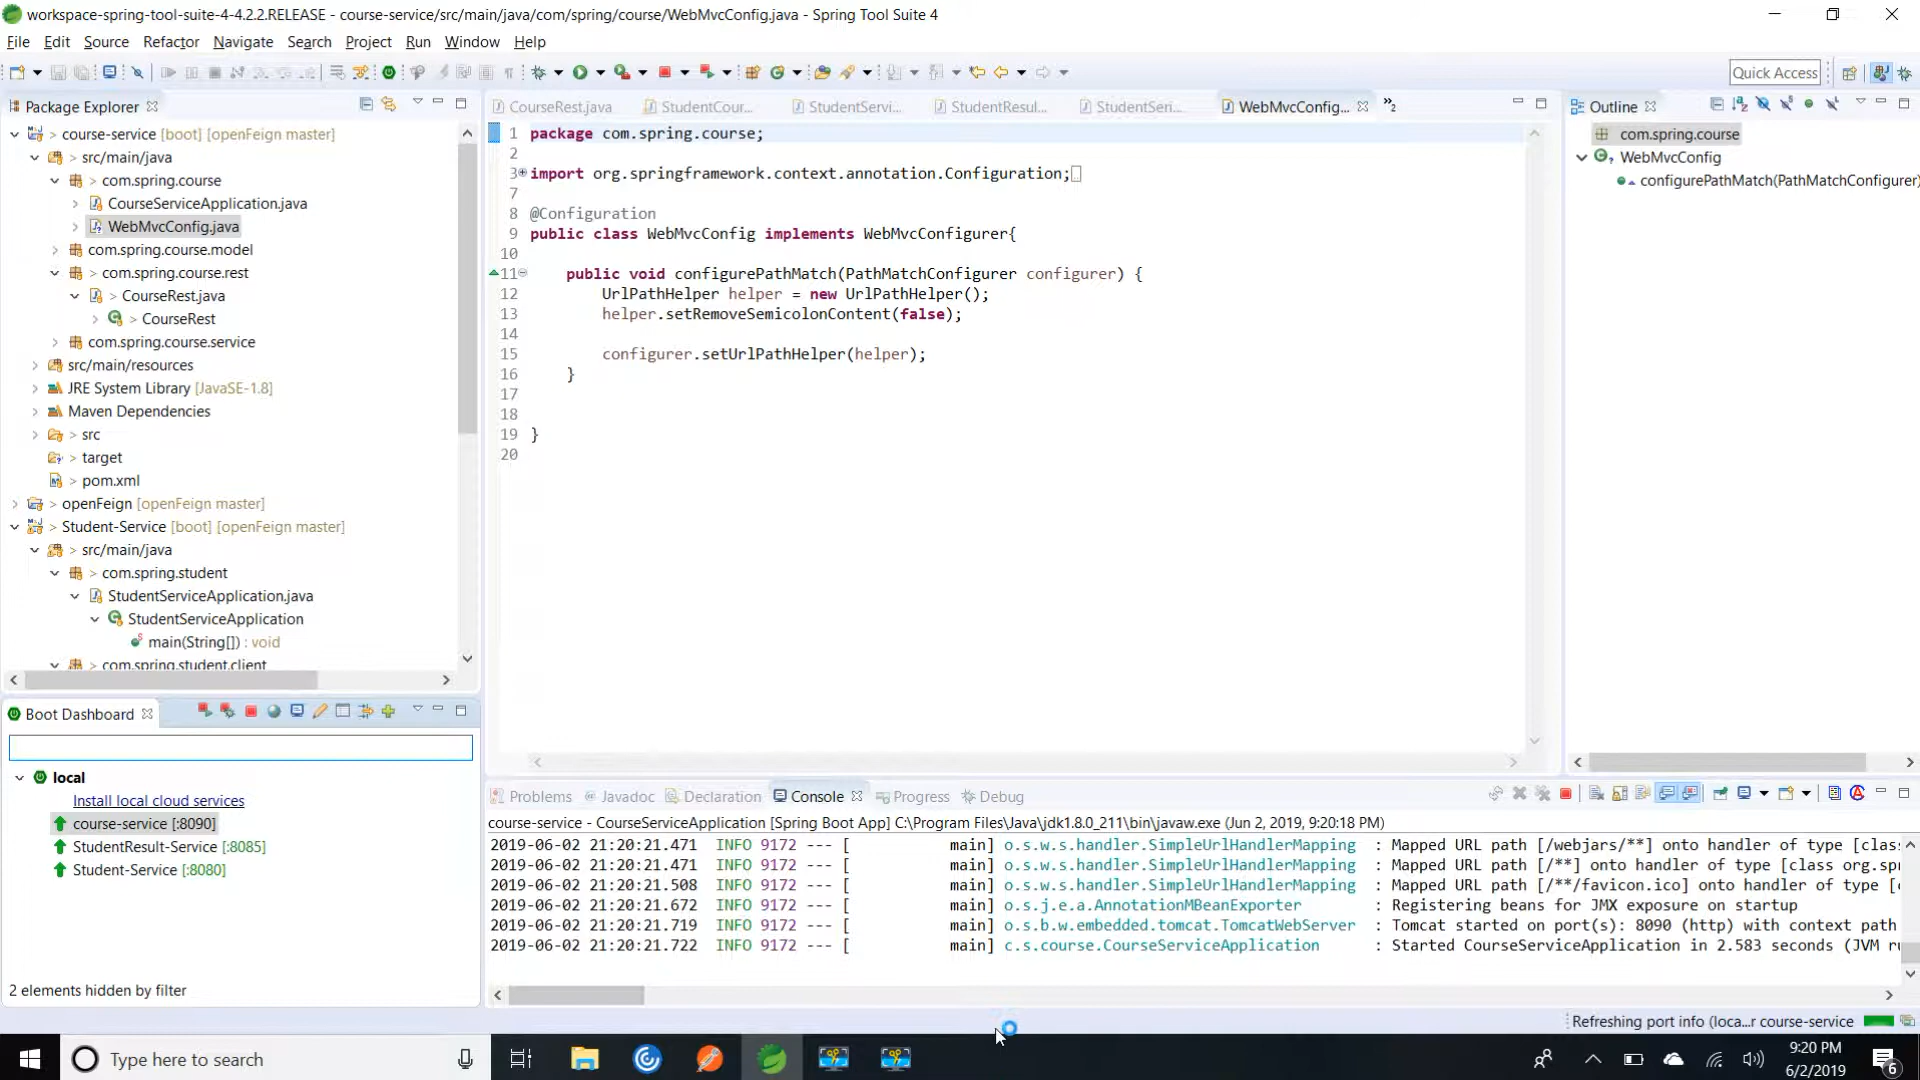 workspace-spring-tool-suite-4-4.2.2.RELEASE - course-service/src/main/java/com/spring/course/WebMvcConfig.java - Spring Tool Suite 4
File Edit Source Refactor Navigate Search Project Run Window Help
Quick Access
Package Explorer
course-service [boot] [openFeign master]
> src/main/java
> com.spring.course
CourseServiceApplication.java
WebMvcConfig.java
com.spring.course.model
> com.spring.course.rest
> CourseRest.java
> CourseRest
com.spring.course.service
src/main/resources
JRE System Library [JavaSE-1.8]
Maven Dependencies
> src
> target
> pom.xml
> openFeign [openFeign master]
> Student-Service [boot] [openFeign master]
> src/main/java
> com.spring.student
StudentServiceApplication.java
StudentServiceApplication
main(String[]) : void
> com.spring.student.client
CourseRest.java StudentCour... StudentServi... StudentResul... StudentSeri... WebMvcConfig... 2
1 package com.spring.course;
2
3 import org.springframework.context.annotation.Configuration;
7
8 @Configuration
9 public class WebMvcConfig implements WebMvcConfigurer{
10
11 public void configurePathMatch(PathMatchConfigurer configurer) {
12 UrlPathHelper helper = new UrlPathHelper();
13 helper.setRemoveSemicolonContent(false);
14
15 configurer.setUrlPathHelper(helper);
16 }
17
18
19 }
20
Outline
com.spring.course
WebMvcConfig
configurePathMatch(PathMatchConfigurer)
Boot Dashboard
local
Install local cloud services
course-service [:8090]
StudentResult-Service [:8085]
Student-Service [:8080]
2 elements hidden by filter
Problems Javadoc Declaration Console Progress Debug
course-service - CourseServiceApplication [Spring Boot App] C:\Program Files\Java\jdk1.8.0_211\bin\javaw.exe (Jun 2, 2019, 9:20:18 PM)
2019-06-02 21:20:21.471 INFO 9172 --- [ main] o.s.w.s.handler.SimpleUrlHandlerMapping : Mapped URL path [/webjars/**] onto handler of type [clas
2019-06-02 21:20:21.471 INFO 9172 --- [ main] o.s.w.s.handler.SimpleUrlHandlerMapping : Mapped URL path [/**] onto handler of type [class org.spr
2019-06-02 21:20:21.508 INFO 9172 --- [ main] o.s.w.s.handler.SimpleUrlHandlerMapping : Mapped URL path [/**/favicon.ico] onto handler of type [
2019-06-02 21:20:21.672 INFO 9172 --- [ main] o.s.j.e.a.AnnotationMBeanExporter : Registering beans for JMX exposure on startup
2019-06-02 21:20:21.719 INFO 9172 --- [ main] o.s.b.w.embedded.tomcat.TomcatWebServer : Tomcat started on port(s): 8090 (http) with context path
2019-06-02 21:20:21.722 INFO 9172 --- [ main] c.s.course.CourseServiceApplication : Started CourseServiceApplication in 2.583 seconds (JVM ru
Refreshing port info (loca...r course-service
Type here to search
9:20 PM
6/2/2019
6